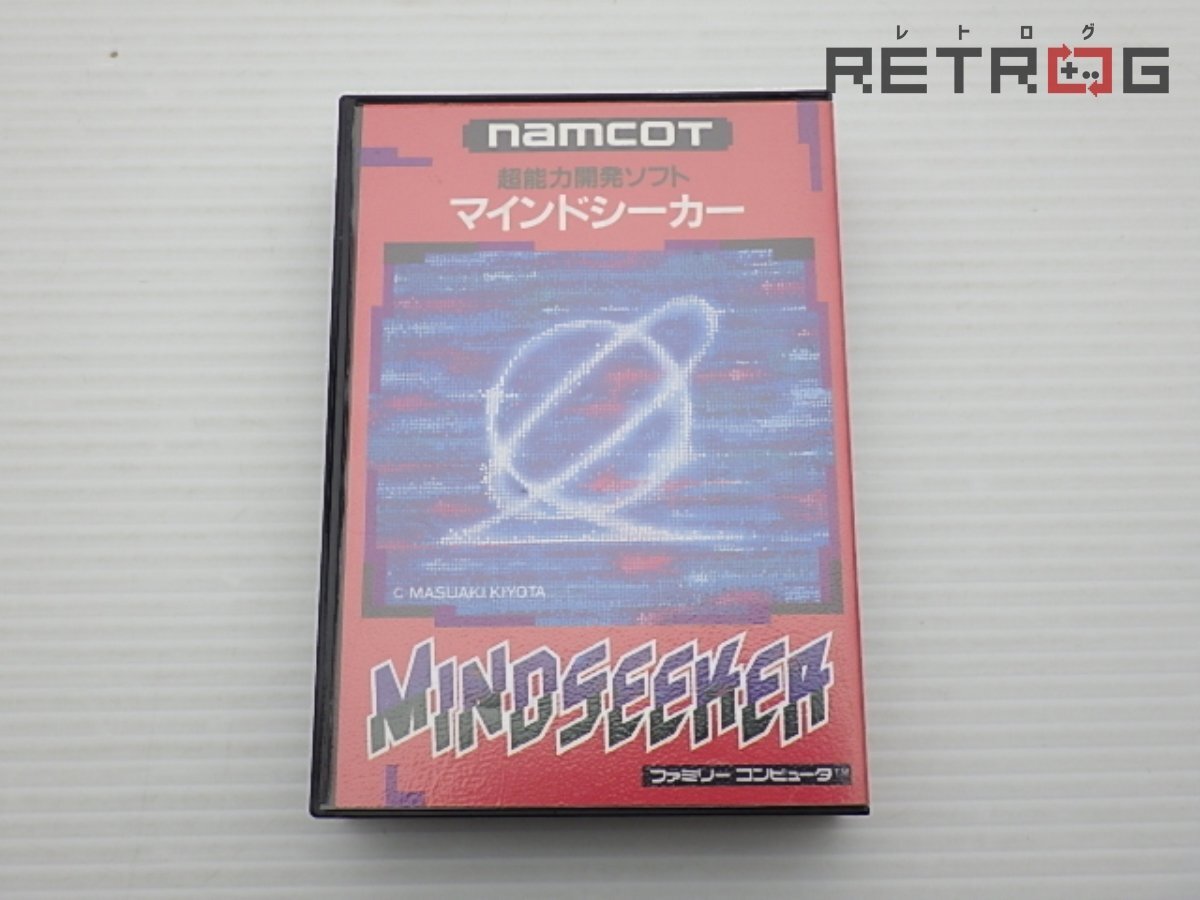 レトログ
RETROG
namcoT
超能力開発ソフト
マインドシーカー
C MASUAKI KIYOTA
MINDSEEKER
ファミリーコンピュータ™